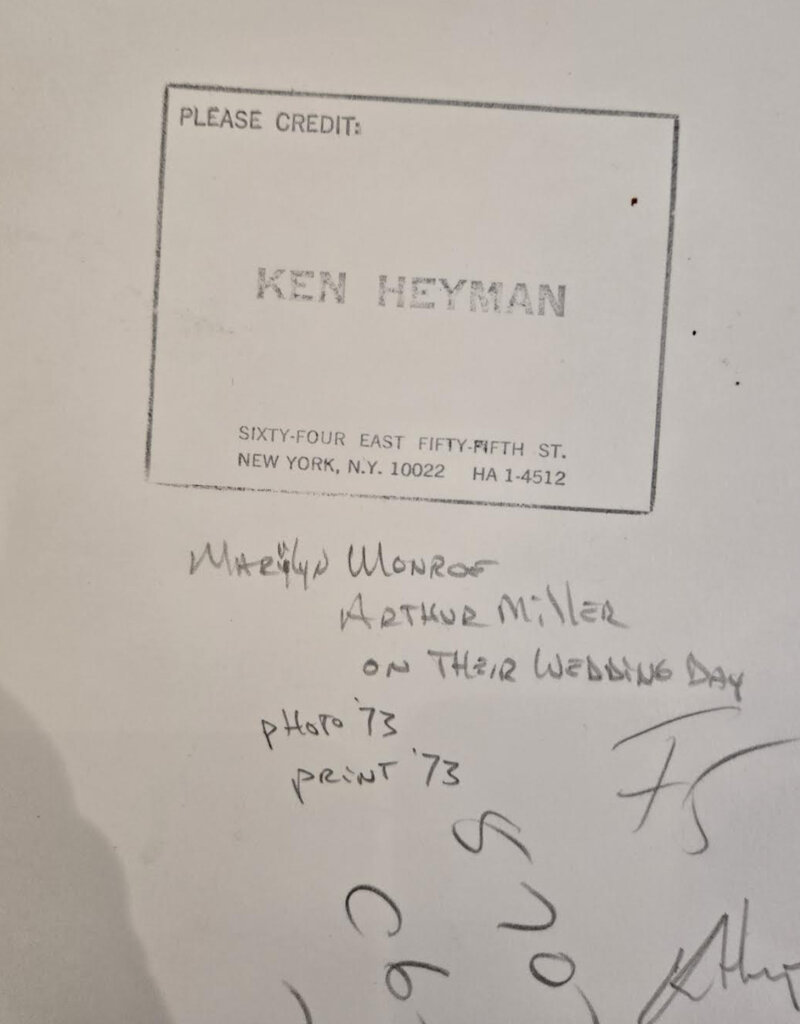 PLEASE CREDIT:
KEN HEYMAN
SIXTY-FOUR EAST FIFTY-FIFTH ST.
NEW YORK, N.Y. 10022 HA 1-4512
MARilyn MONROE
ARTHUR MillER
ON THEiR WEDDiNG DAY
pHoTo '73
pRiNT '73